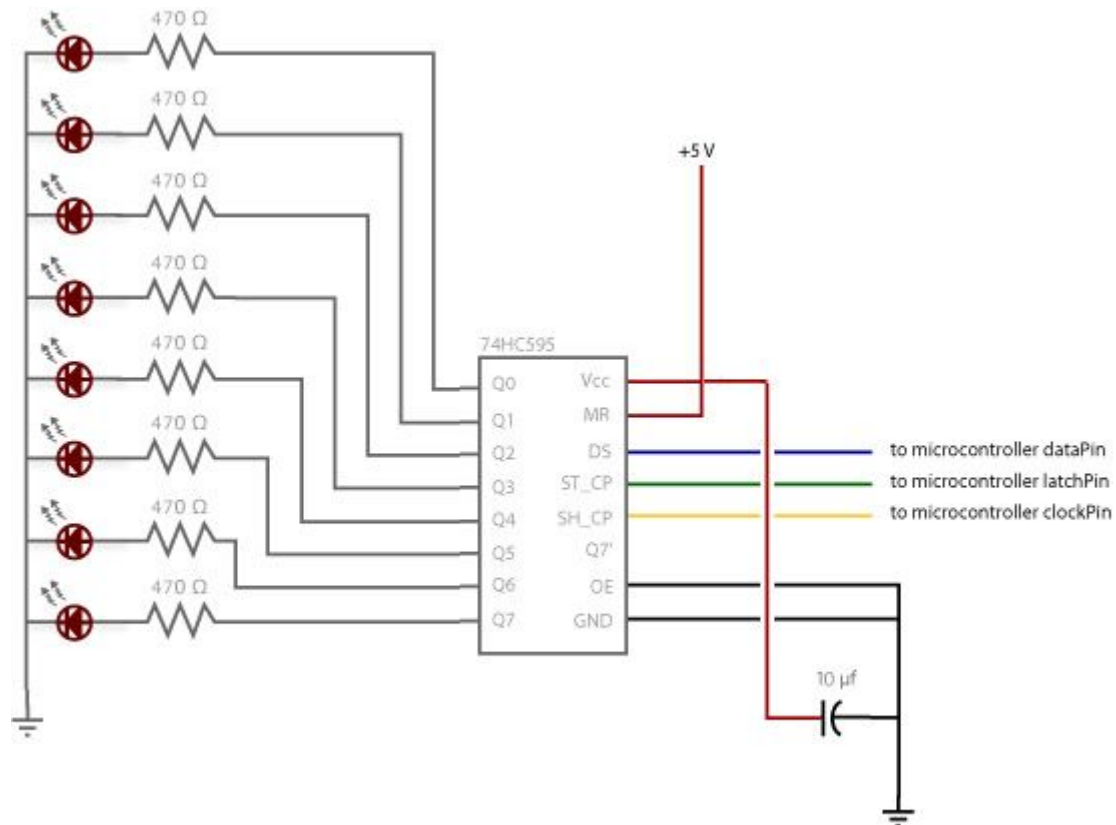 470 Ω
470 Ω
470 Ω
470 Ω
470 Ω
470 Ω
470 Ω
470 Ω
+5 V
74HC595
Q0 Vcc
Q1 MR
Q2 DS to microcontroller dataPin
Q3 ST_CP to microcontroller latchPin
Q4 SH_CP to microcontroller clockPin
Q5 Q7'
Q6 OE
Q7 GND
10 µf